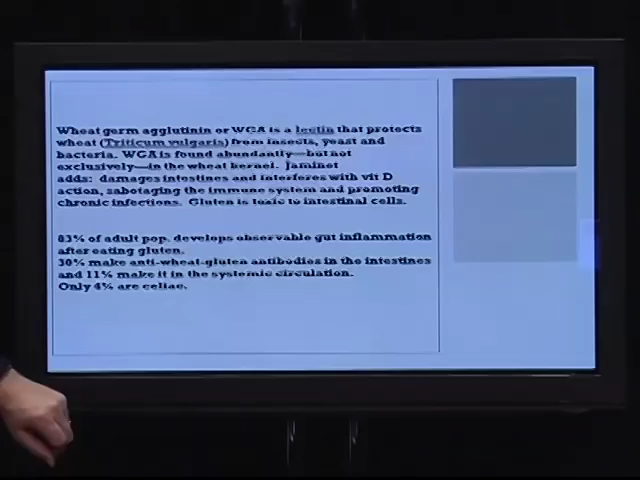 Wheat germ agglutinin or WGA is a lectin that protects
wheat (Triticum vulgaris) from insects, yeast and
bacteria. WGA is found abundantly—but not
exclusively—in the wheat kernel. Jaminet
adds: damages intestines and interferes with vit D
action, sabotaging the immune system and promoting
chronic infections. Gluten is toxic to intestinal cells.
83% of adult pop. develops observable gut inflammation
after eating gluten.
30% make anti-wheat-gluten antibodies in the intestines
and 11% make it in the systemic circulation.
Only 4% are celiac.